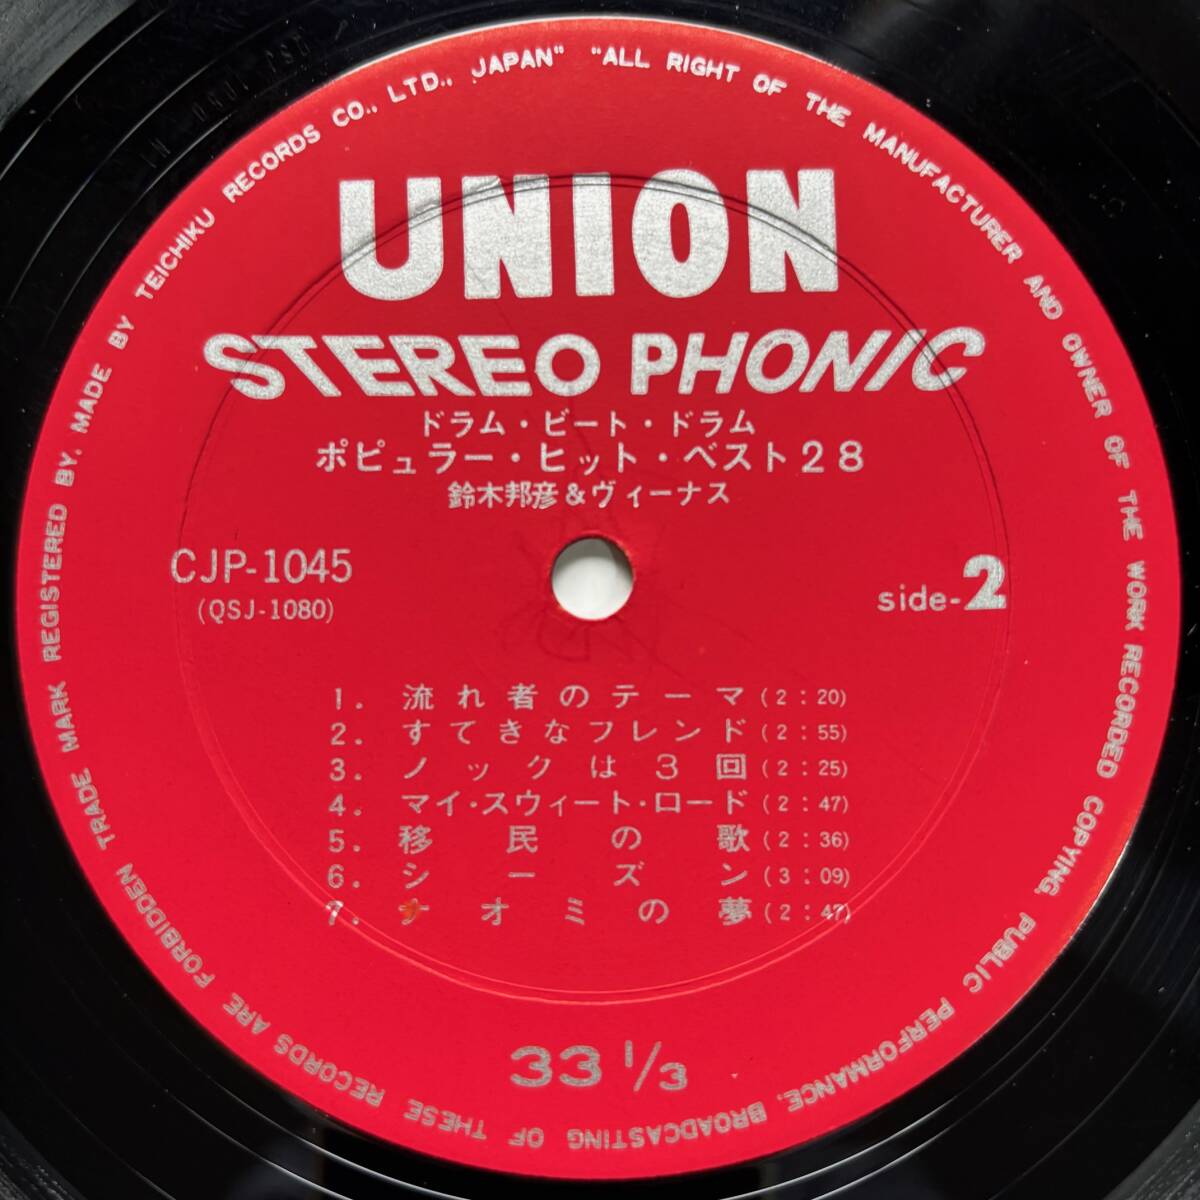 MARK REGISTERED BY. MADE BY TEICHIKU RECORDS CO., LTD., JAPAN" "ALL RIGHT OF THE MANUFACTURER AND OWNER OF THE WORK RECORDED COPYING, PUBLIC PERFORMANCE, BROADCASTING OF THESE RECORDS ARE FORBIDDEN TRADE
UNION
STEREO PHONIC
ドラム・ビート・ドラム
ポピュラー・ヒット・ベスト28
鈴木邦彦&ヴィーナス
CJP-1045
(QSJ-1080)
side-2
1. 流れ者のテーマ(2:20)
2. すてきなフレンド(2:55)
3. ノックは3回(2:25)
4. マイ・スウィート・ロード(2:47)
5. 移民の歌(2:36)
6. シーズン(3:09)
7. ナオミの夢(2:47)
33 1/3